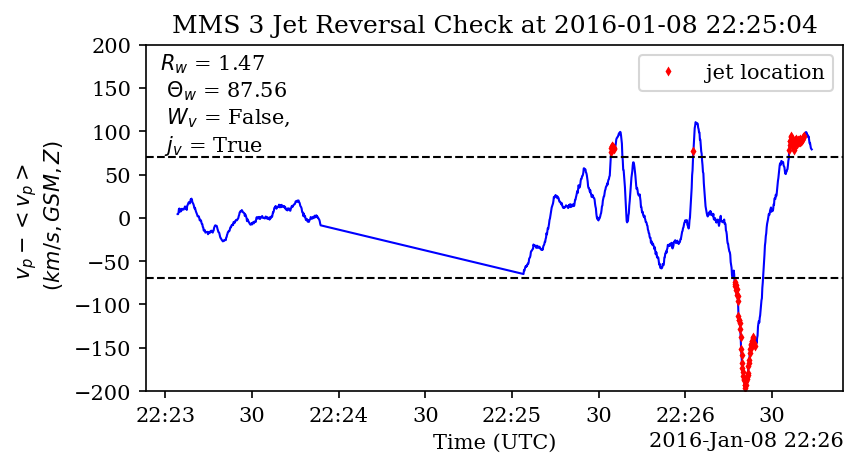 MMS 3 Jet Reversal Check at 2016-01-08 22:25:04
R_w = 1.47
Θ_w = 87.56
W_v = False,
j_v = True
jet location
v_p − < v_p >
(km/s, GSM, Z)
200
150
100
50
0
−50
−100
−150
−200
22:23 30 22:24 30 22:25 30 22:26 30
Time (UTC)
2016-Jan-08 22:26